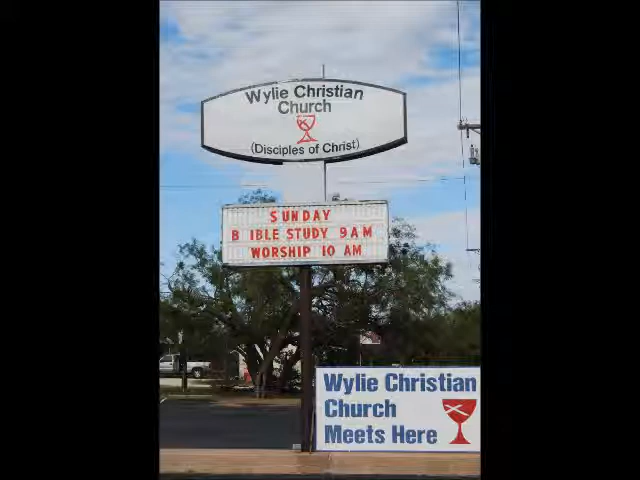 Wylie Christian
Church
(Disciples of Christ)
SUNDAY
B IBLE STUDY 9AM
WORSHIP 10 AM
Wylie Christian
Church
Meets Here